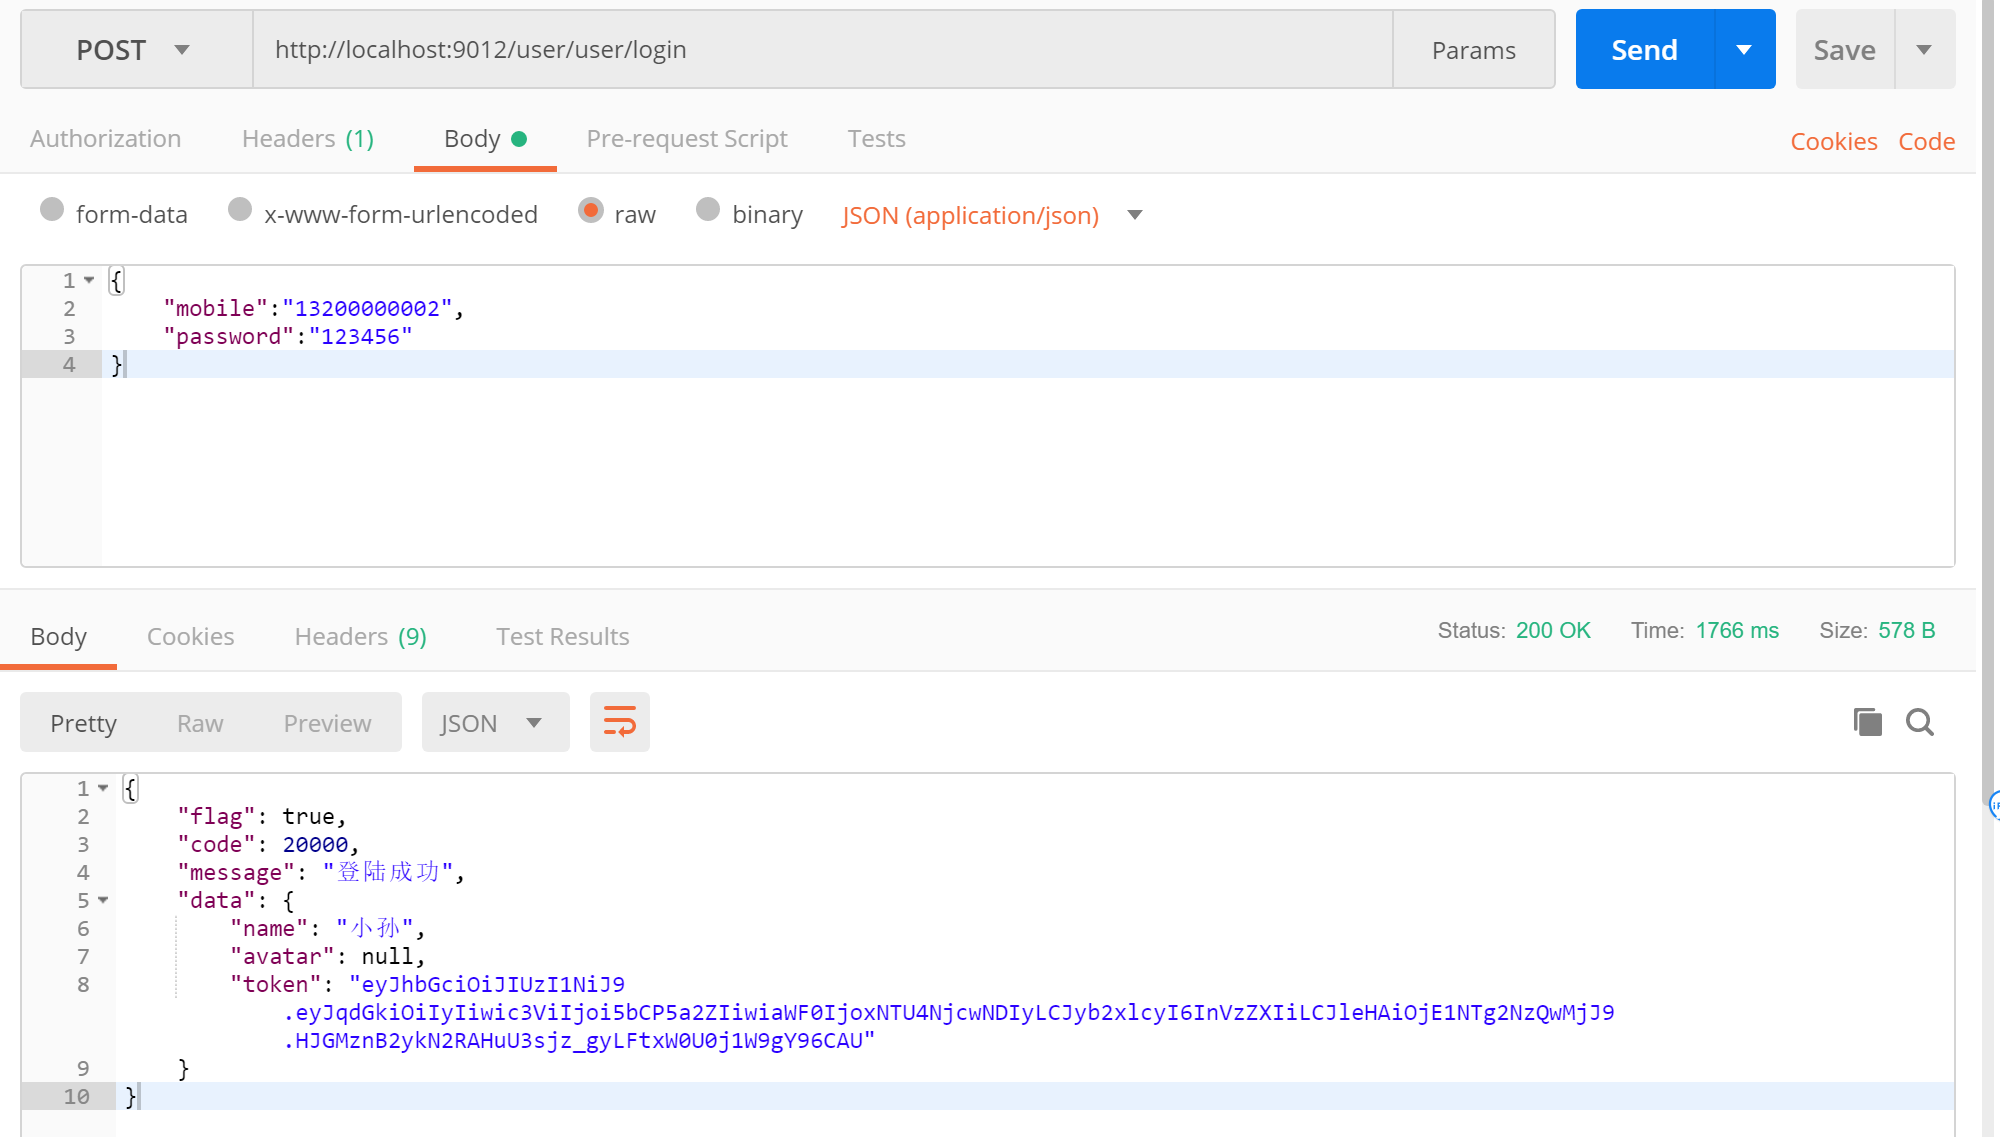 POST http://localhost:9012/user/user/login Params Send Save
Authorization Headers (1) Body Pre-request Script Tests Cookies Code
form-data x-www-form-urlencoded raw binary JSON (application/json)
1 {
2 "mobile":"13200000002",
3 "password":"123456"
4 }
Body Cookies Headers (9) Test Results Status: 200 OK Time: 1766 ms Size: 578 B
Pretty Raw Preview JSON
1 {
2 "flag": true,
3 "code": 20000,
4 "message": "登陆成功",
5 "data": {
6 "name": "小孙",
7 "avatar": null,
8 "token": "eyJhbGciOiJIUzI1NiJ9
.eyJqdGkiOiIyIiwic3ViIjoi5bCP5a2ZIiwiaWF0IjoxNTU4NjcwNDIyLCJyb2xlcyI6InVzZXIiLCJleHAiOjE1NTg2NzQwMjJ9
.HJGMznB2ykN2RAHuU3sjz_gyLFtxW0U0j1W9gY96CAU"
9 }
10 }